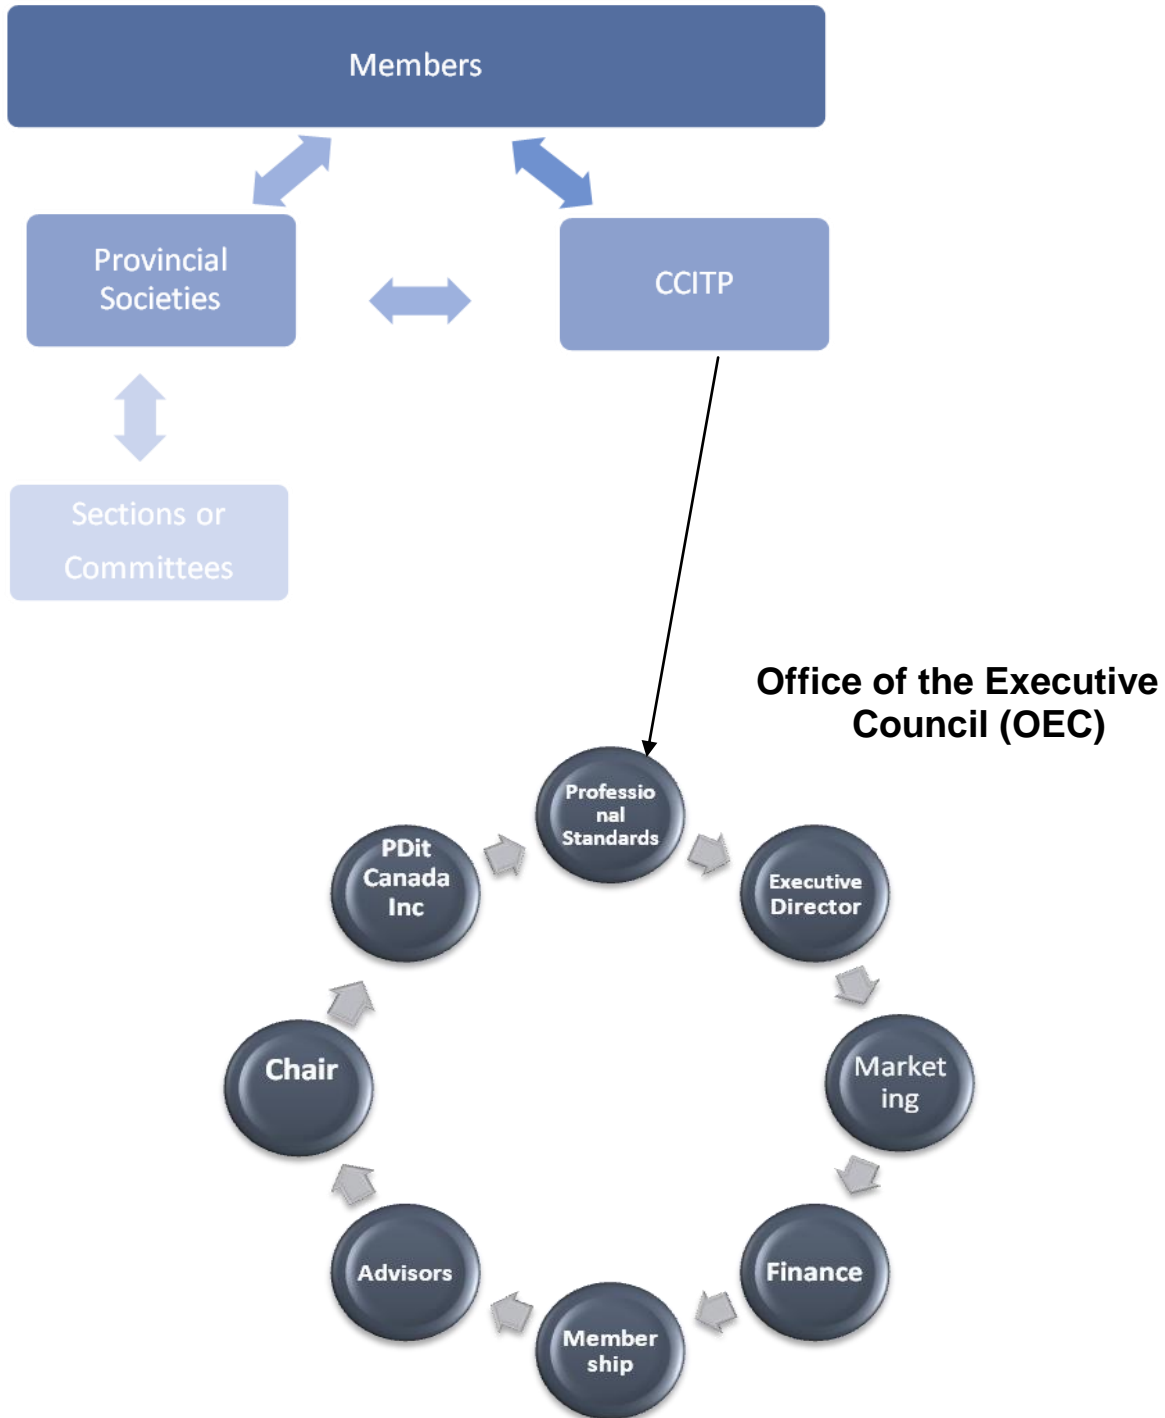 Members
Provincial
Societies
CCITP
Sections or
Committees
Office of the Executive
Council (OEC)
Professio
nal
Standards
PDit
Canada
Inc
Executive
Director
Chair
Market
ing
Advisors
Finance
Member
ship